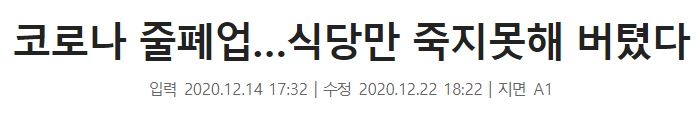 코로나 줄폐업…식당만 죽지못해 버텼다
입력 2020.12.14 17:32 | 수정 2020.12.22 18:22 | 지면 A1